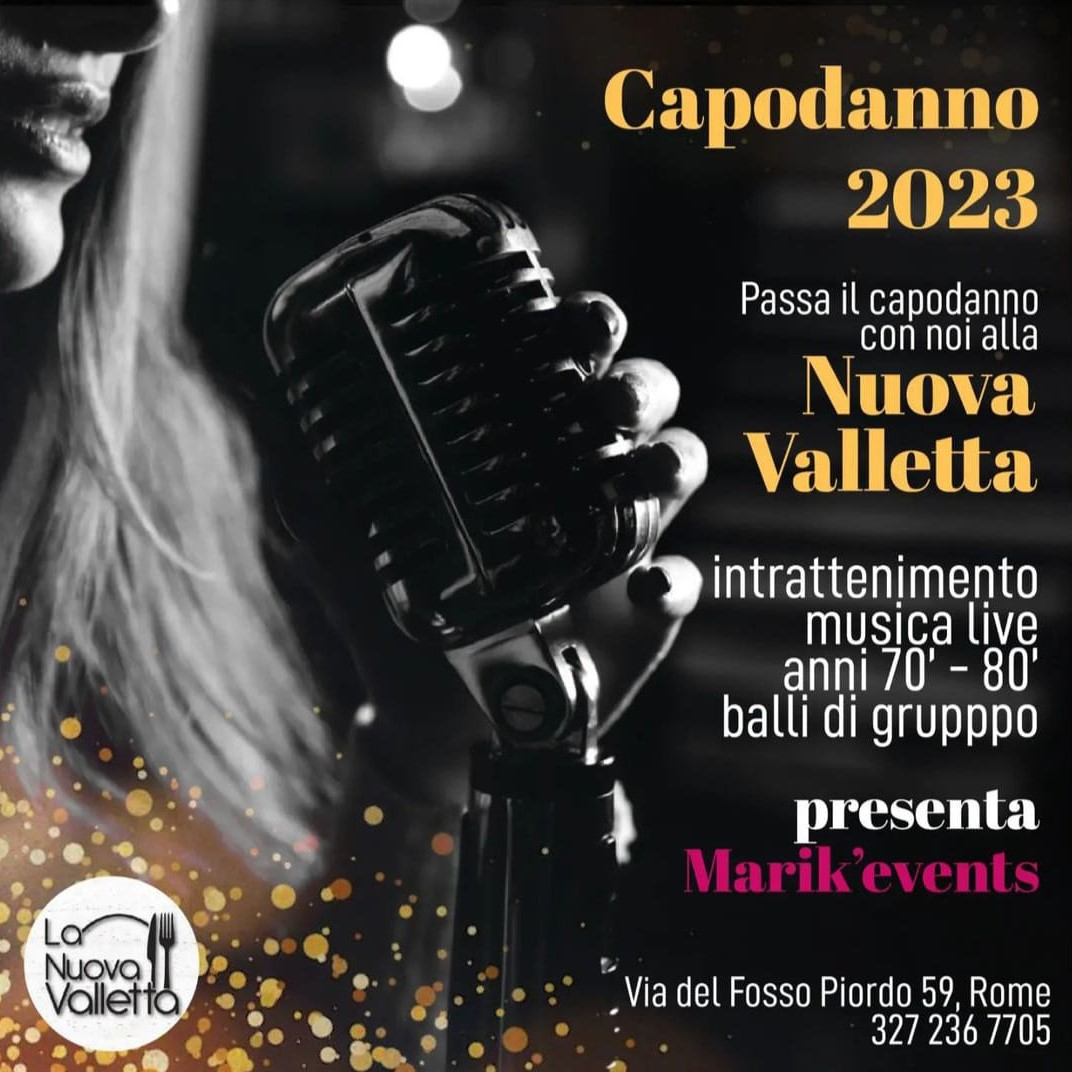 Capodanno
2023
Passa il capodanno
con noi alla
Nuova
Valletta
intrattenimento
musica live
anni 70' - 80'
balli di grupppo
presenta
Marik'events
La
Nuova
Valletta
Via del Fosso Piordo 59, Rome
327 236 7705